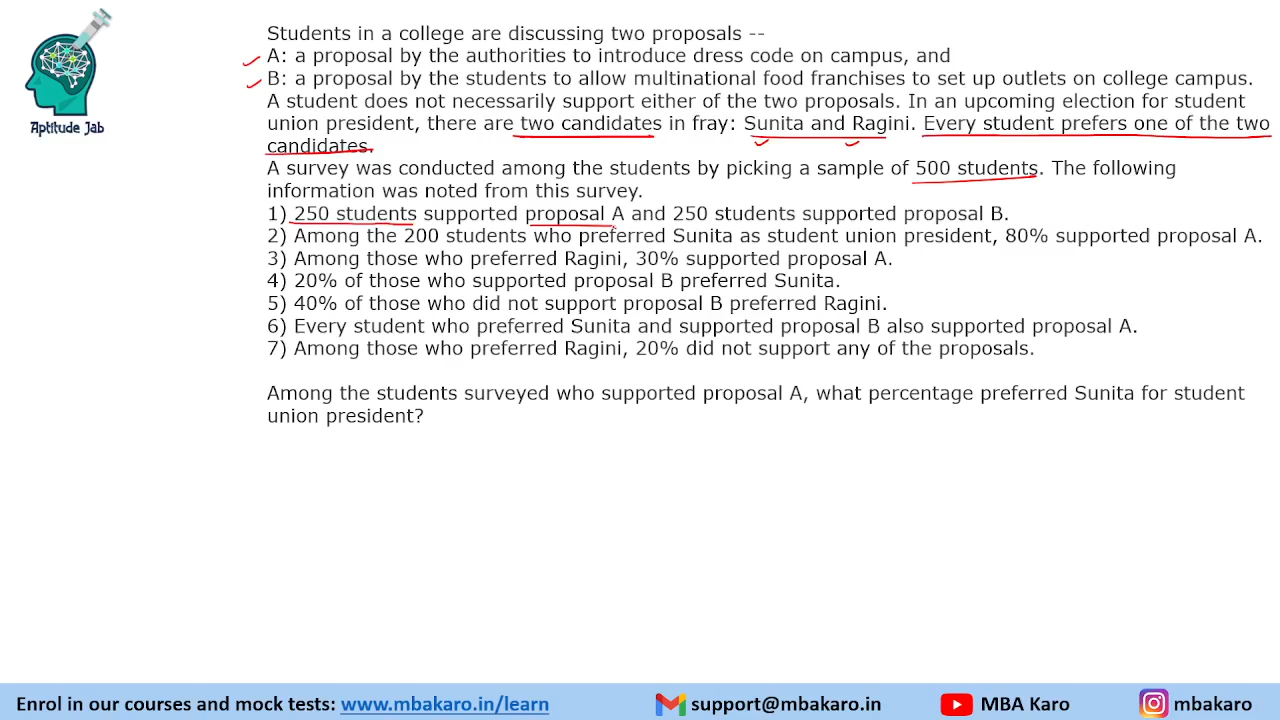 Aptitude Jab
Students in a college are discussing two proposals --
A: a proposal by the authorities to introduce dress code on campus, and
B: a proposal by the students to allow multinational food franchises to set up outlets on college campus.
A student does not necessarily support either of the two proposals. In an upcoming election for student
union president, there are two candidates in fray: Sunita and Ragini. Every student prefers one of the two
candidates.
A survey was conducted among the students by picking a sample of 500 students. The following
information was noted from this survey.
1) 250 students supported proposal A and 250 students supported proposal B.
2) Among the 200 students who preferred Sunita as student union president, 80% supported proposal A.
3) Among those who preferred Ragini, 30% supported proposal A.
4) 20% of those who supported proposal B preferred Sunita.
5) 40% of those who did not support proposal B preferred Ragini.
6) Every student who preferred Sunita and supported proposal B also supported proposal A.
7) Among those who preferred Ragini, 20% did not support any of the proposals.
Among the students surveyed who supported proposal A, what percentage preferred Sunita for student
union president?
Enrol in our courses and mock tests: www.mbakaro.in/learn support@mbakaro.in MBA Karo mbakaro